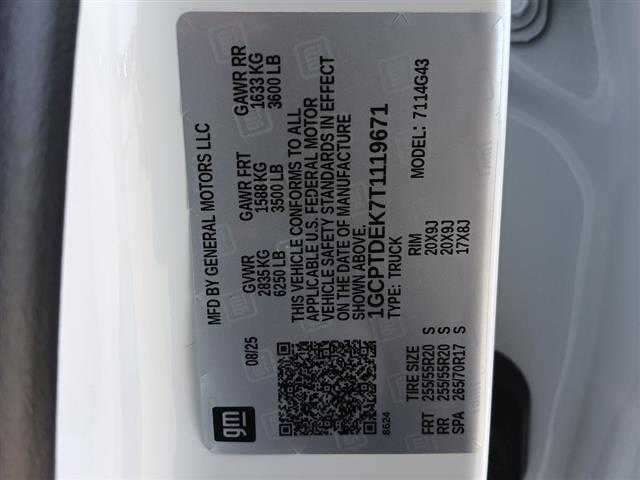 MFD BY GENERAL MOTORS LLC
08/25 GVWR GAWR FRT GAWR RR
2835 KG 1588 KG 1633 KG
6250 LB 3500 LB 3600 LB
THIS VEHICLE CONFORMS TO ALL
APPLICABLE U.S. FEDERAL MOTOR
VEHICLE SAFETY STANDARDS IN EFFECT
ON THE DATE OF MANUFACTURE
SHOWN ABOVE.
1GCPTDEK7T1119671
TYPE: TRUCK MODEL: 7114G43
gm
8624
TIRE SIZE RIM
FRT 255/55R20 S 20X9J
RR 255/55R20 S 20X9J
SPA 265/70R17 S 17X8J